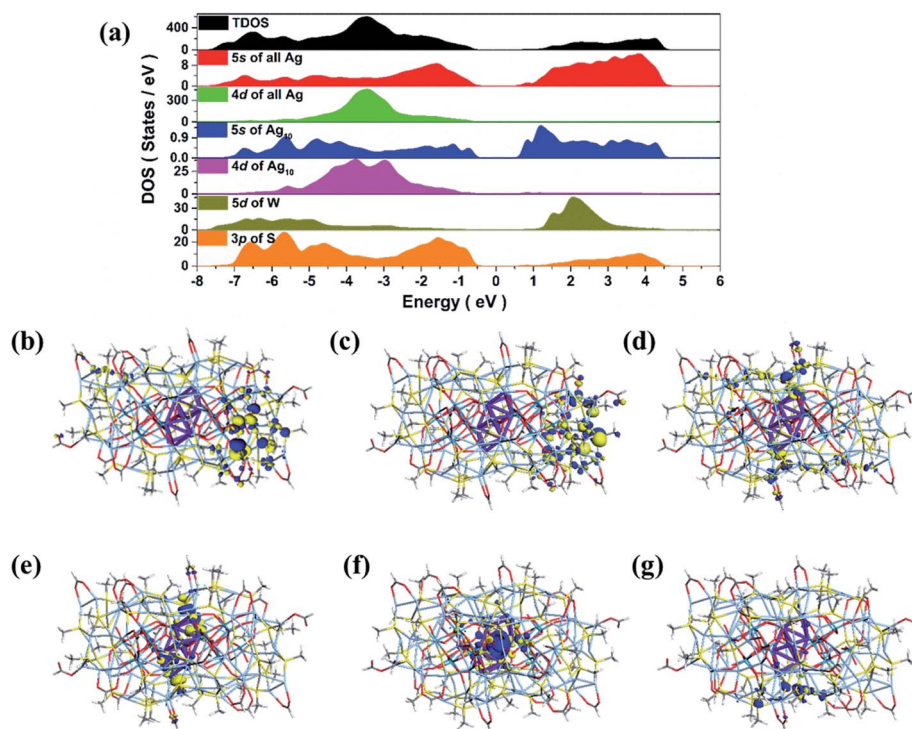 (a)
TDOS
400
0
5s of all Ag
8
0
4d of all Ag
300
0
5s of Ag₁₀
0.9
0.0
4d of Ag₁₀
25
0
5d of W
30
0
3p of S
20
0
DOS ( States / eV )
-8 -7 -6 -5 -4 -3 -2 -1 0 1 2 3 4 5 6
Energy ( eV )
(b) (c) (d)
(e) (f) (g)